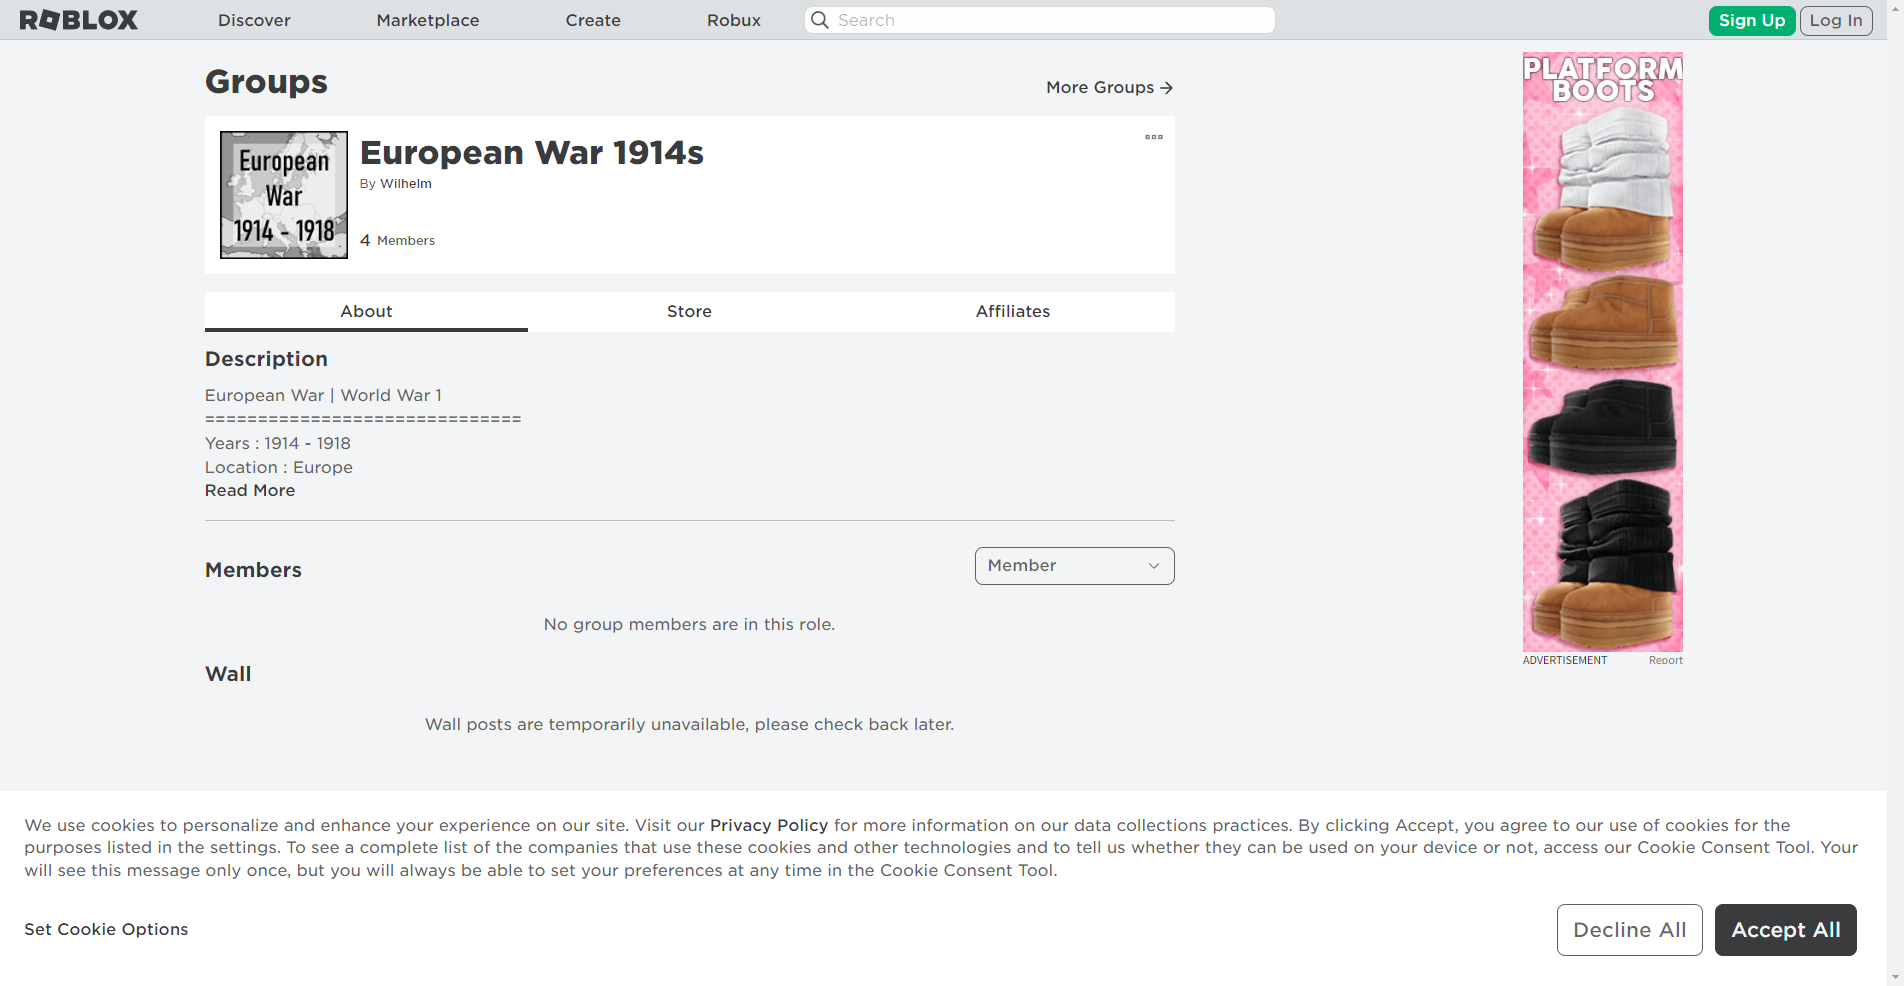 ROBLOX
Discover
Marketplace
Create
Robux
Search
Sign Up
Log In
Groups
More Groups →
European
War
1914 - 1918
European War 1914s
By Wilhelm
4 Members
About
Store
Affiliates
Description
European War | World War 1
==============================
Years : 1914 - 1918
Location : Europe
Read More
Members
Member
No group members are in this role.
Wall
Wall posts are temporarily unavailable, please check back later.
PLATFORM
BOOTS
ADVERTISEMENT
Report
We use cookies to personalize and enhance your experience on our site. Visit our Privacy Policy for more information on our data collections practices. By clicking Accept, you agree to our use of cookies for the
purposes listed in the settings. To see a complete list of the companies that use these cookies and other technologies and to tell us whether they can be used on your device or not, access our Cookie Consent Tool. Your
will see this message only once, but you will always be able to set your preferences at any time in the Cookie Consent Tool.
Set Cookie Options
Decline All
Accept All